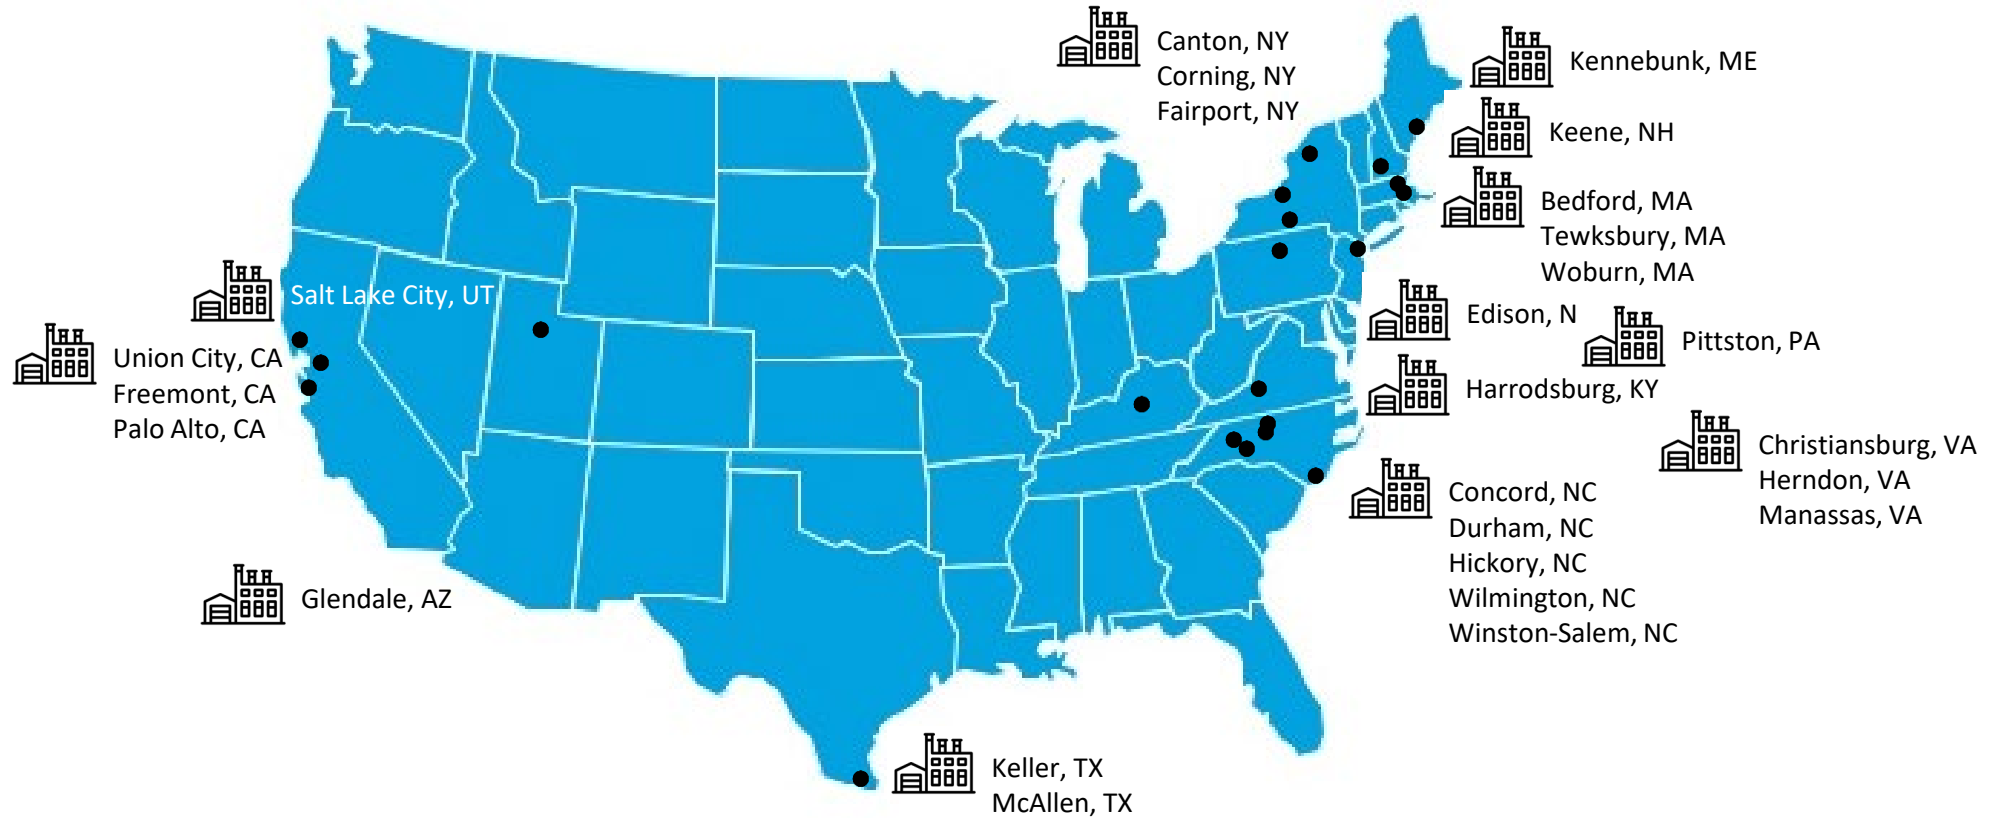 Canton, NY
Corning, NY
Fairport, NY
Kennebunk, ME
Keene, NH
Bedford, MA
Tewksbury, MA
Woburn, MA
Salt Lake City, UT
Union City, CA
Freemont, CA
Palo Alto, CA
Edison, N
Pittston, PA
Harrodsburg, KY
Christiansburg, VA
Herndon, VA
Manassas, VA
Concord, NC
Durham, NC
Hickory, NC
Wilmington, NC
Winston-Salem, NC
Glendale, AZ
Keller, TX
McAllen, TX